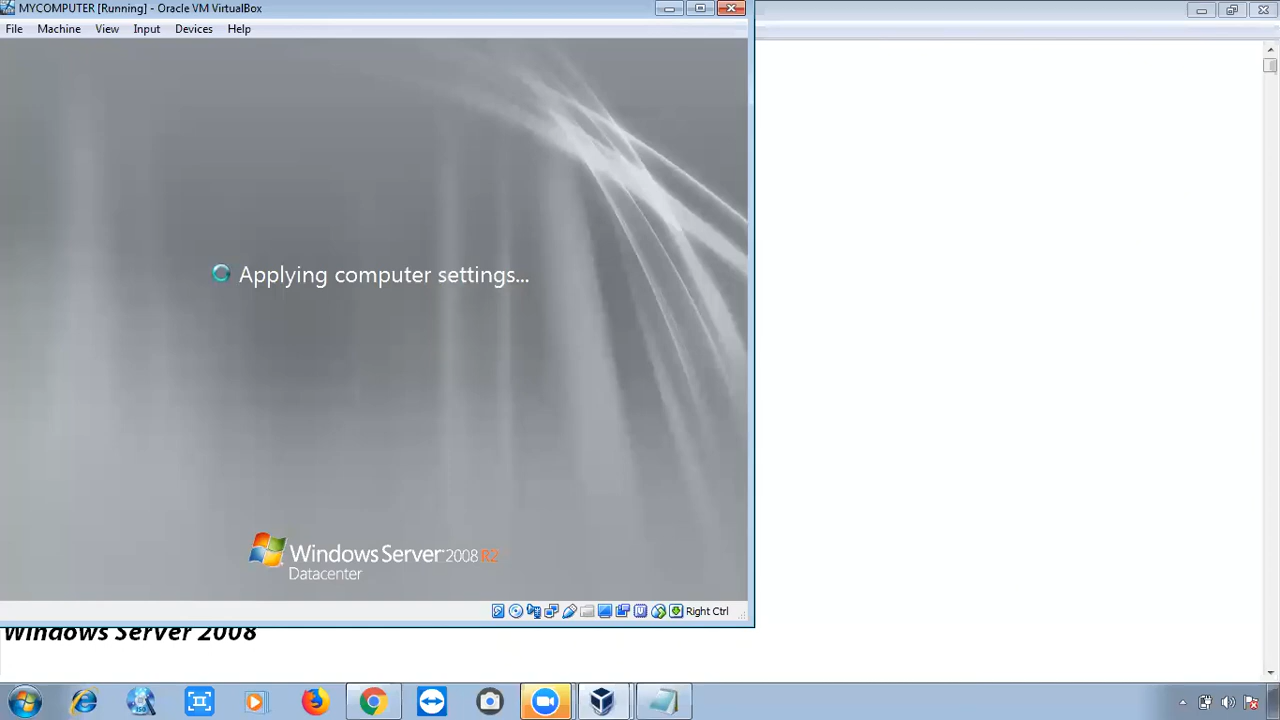 MYCOMPUTER [Running] - Oracle VM VirtualBox
File Machine View Input Devices Help
Applying computer settings...
Windows Server 2008 R2
Datacenter
Right Ctrl
Windows Server 2008